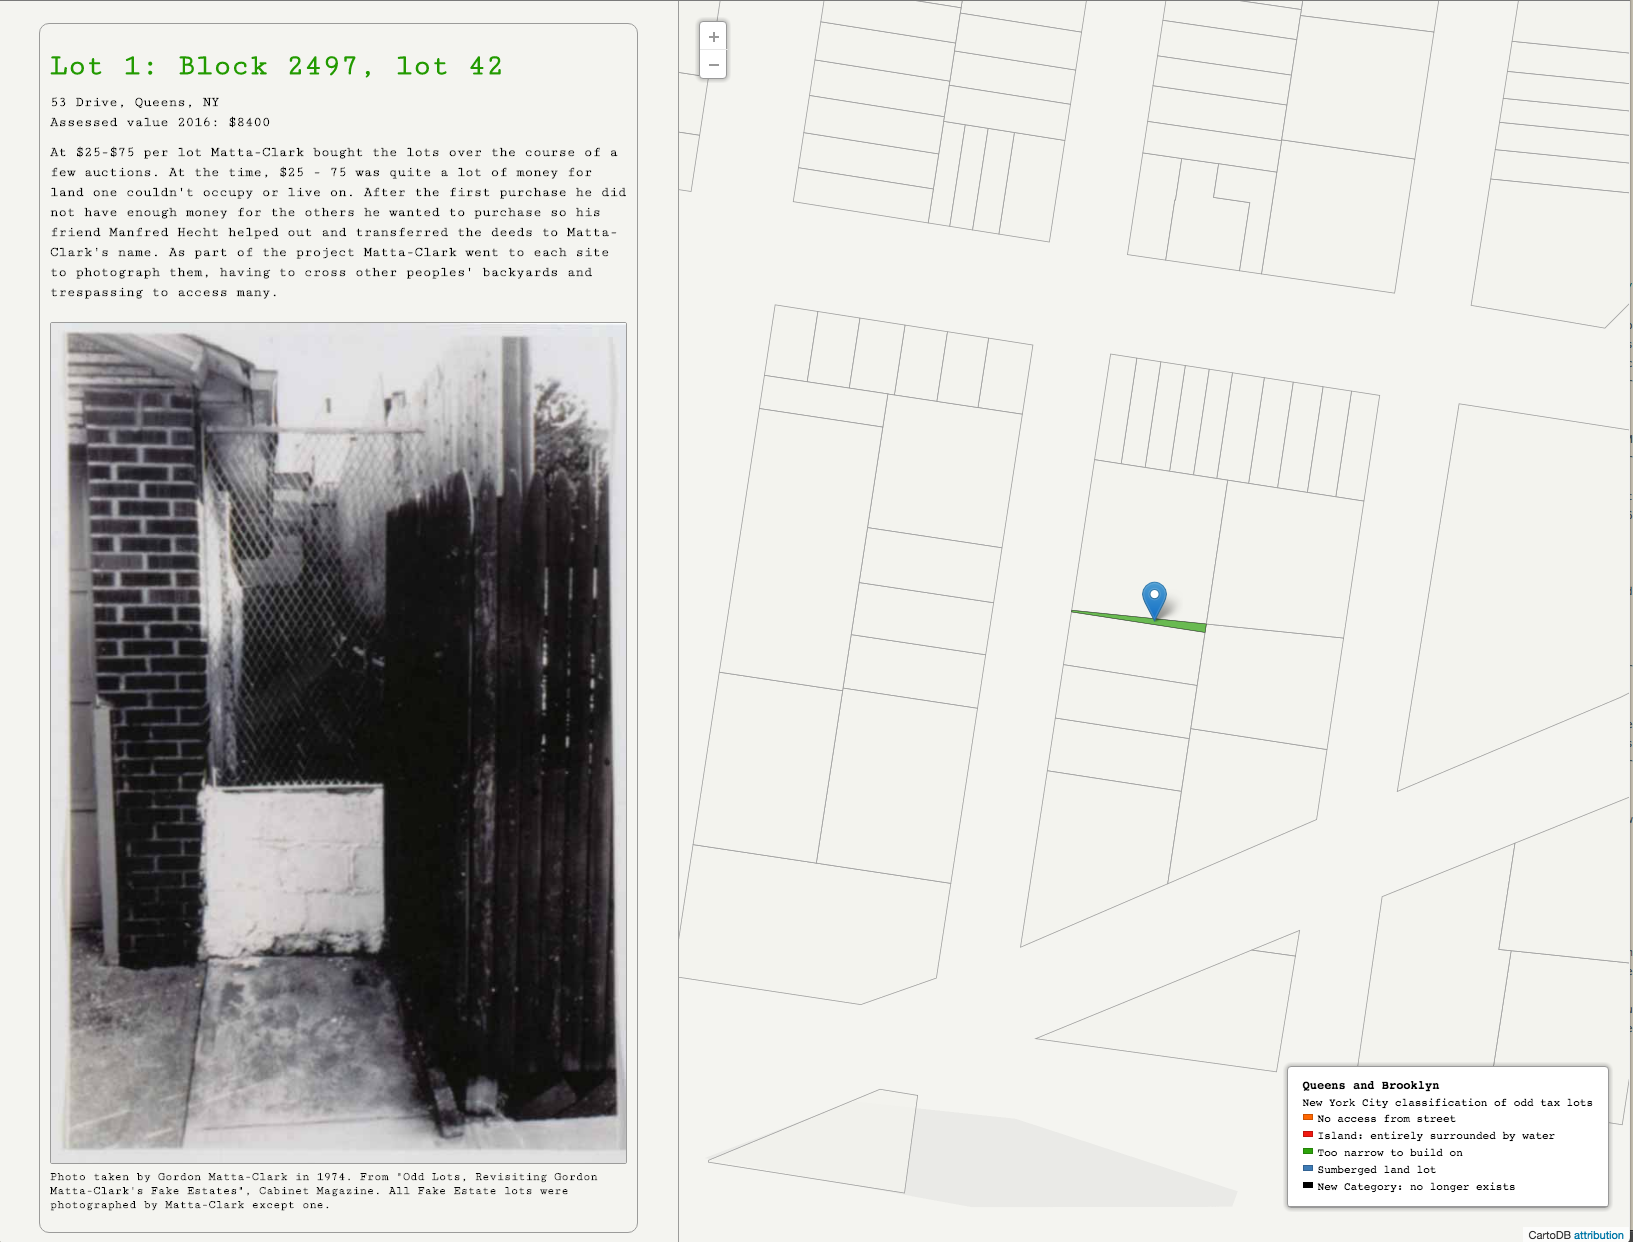 Lot 1: Block 2497, lot 42
53 Drive, Queens, NY
Assessed value 2016: $8400
At $25-$75 per lot Matta-Clark bought the lots over the course of a
few auctions. At the time, $25 - 75 was quite a lot of money for
land one couldn't occupy or live on. After the first purchase he did
not have enough money for the others he wanted to purchase so his
friend Manfred Hecht helped out and transferred the deeds to Matta-
Clark's name. As part of the project Matta-Clark went to each site
to photograph them, having to cross other peoples' backyards and
trespassing to access many.
Photo taken by Gordon Matta-Clark in 1974. From "Odd Lots, Revisiting Gordon
Matta-Clark's Fake Estates", Cabinet Magazine. All Fake Estate lots were
photographed by Matta-Clark except one.
+
−
Queens and Brooklyn
New York City classification of odd tax lots
No access from street
Island: entirely surrounded by water
Too narrow to build on
Sumberged land lot
New Category: no longer exists
CartoDB attribution